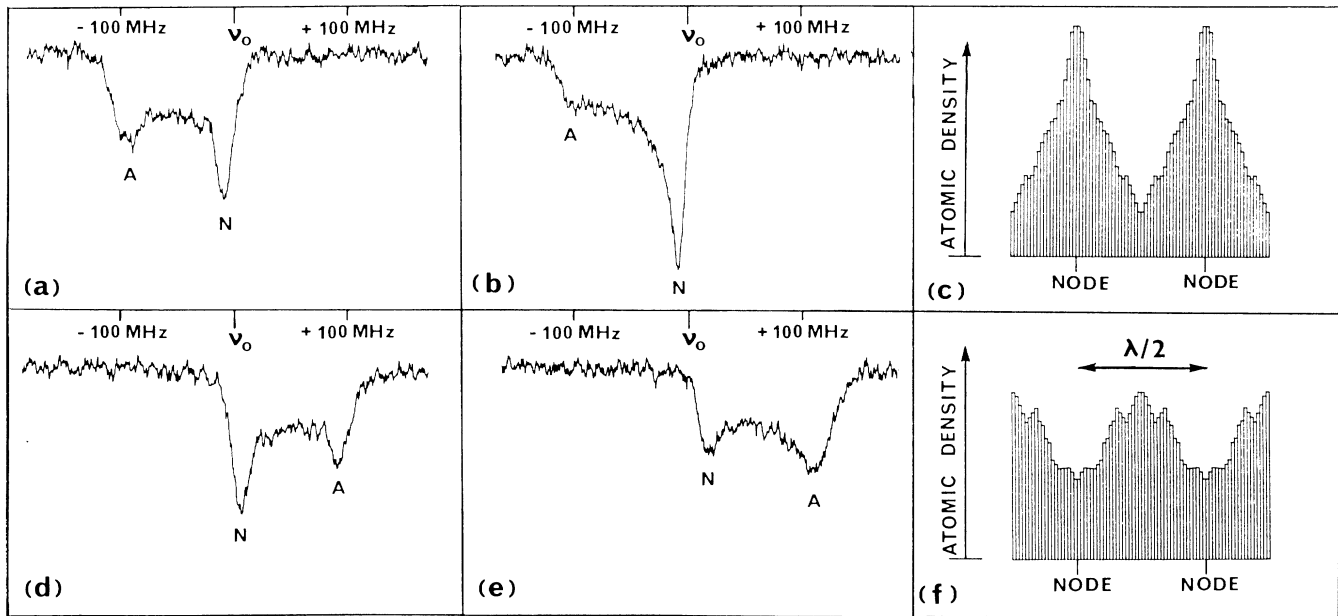 - 100 MHz ν₀ + 100 MHz
A
N
(a)
- 100 MHz ν₀ + 100 MHz
A
N
(b)
ATOMIC DENSITY
NODE NODE
(c)
- 100 MHz ν₀ + 100 MHz
N
A
(d)
- 100 MHz ν₀ + 100 MHz
N
A
(e)
λ/2
ATOMIC DENSITY
NODE NODE
(f)